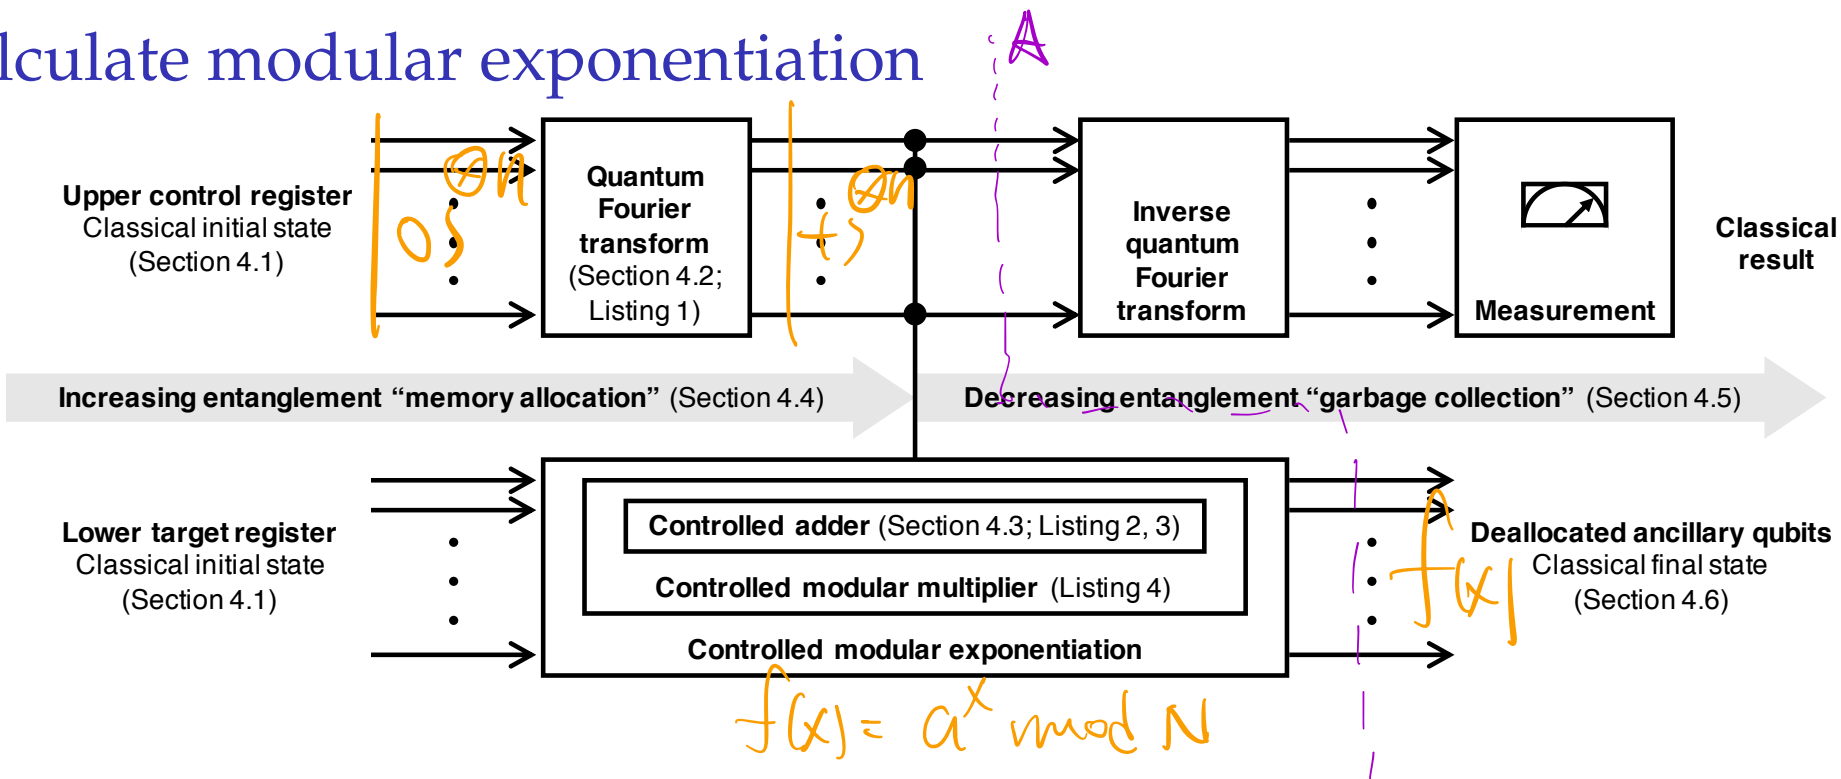 lculate modular exponentiation
A
Upper control register
Classical initial state
(Section 4.1)
|0⟩⊗n
Quantum
Fourier
transform
(Section 4.2;
Listing 1)
|+⟩⊗n
Inverse
quantum
Fourier
transform
Measurement
Classical
result
Increasing entanglement “memory allocation” (Section 4.4)
Decreasing entanglement “garbage collection” (Section 4.5)
Lower target register
Classical initial state
(Section 4.1)
Controlled adder (Section 4.3; Listing 2, 3)
Controlled modular multiplier (Listing 4)
Controlled modular exponentiation
f(x)
Deallocated ancillary qubits
Classical final state
(Section 4.6)
f(x) = a^x mod N